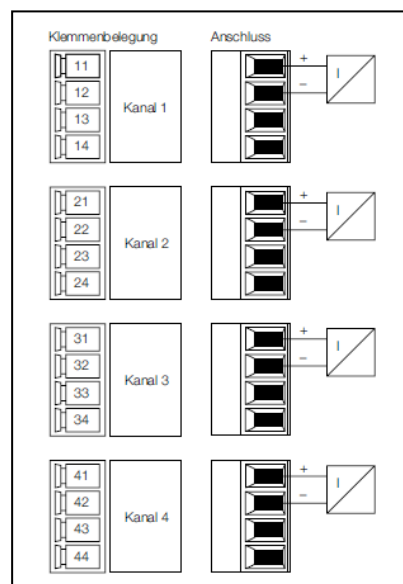 Klemmenbelegung Anschluss
11 +
12 Kanal 1 – I
13
14
21 +
22 Kanal 2 – I
23
24
31 +
32 Kanal 3 – I
33
34
41 +
42 Kanal 4 – I
43
44